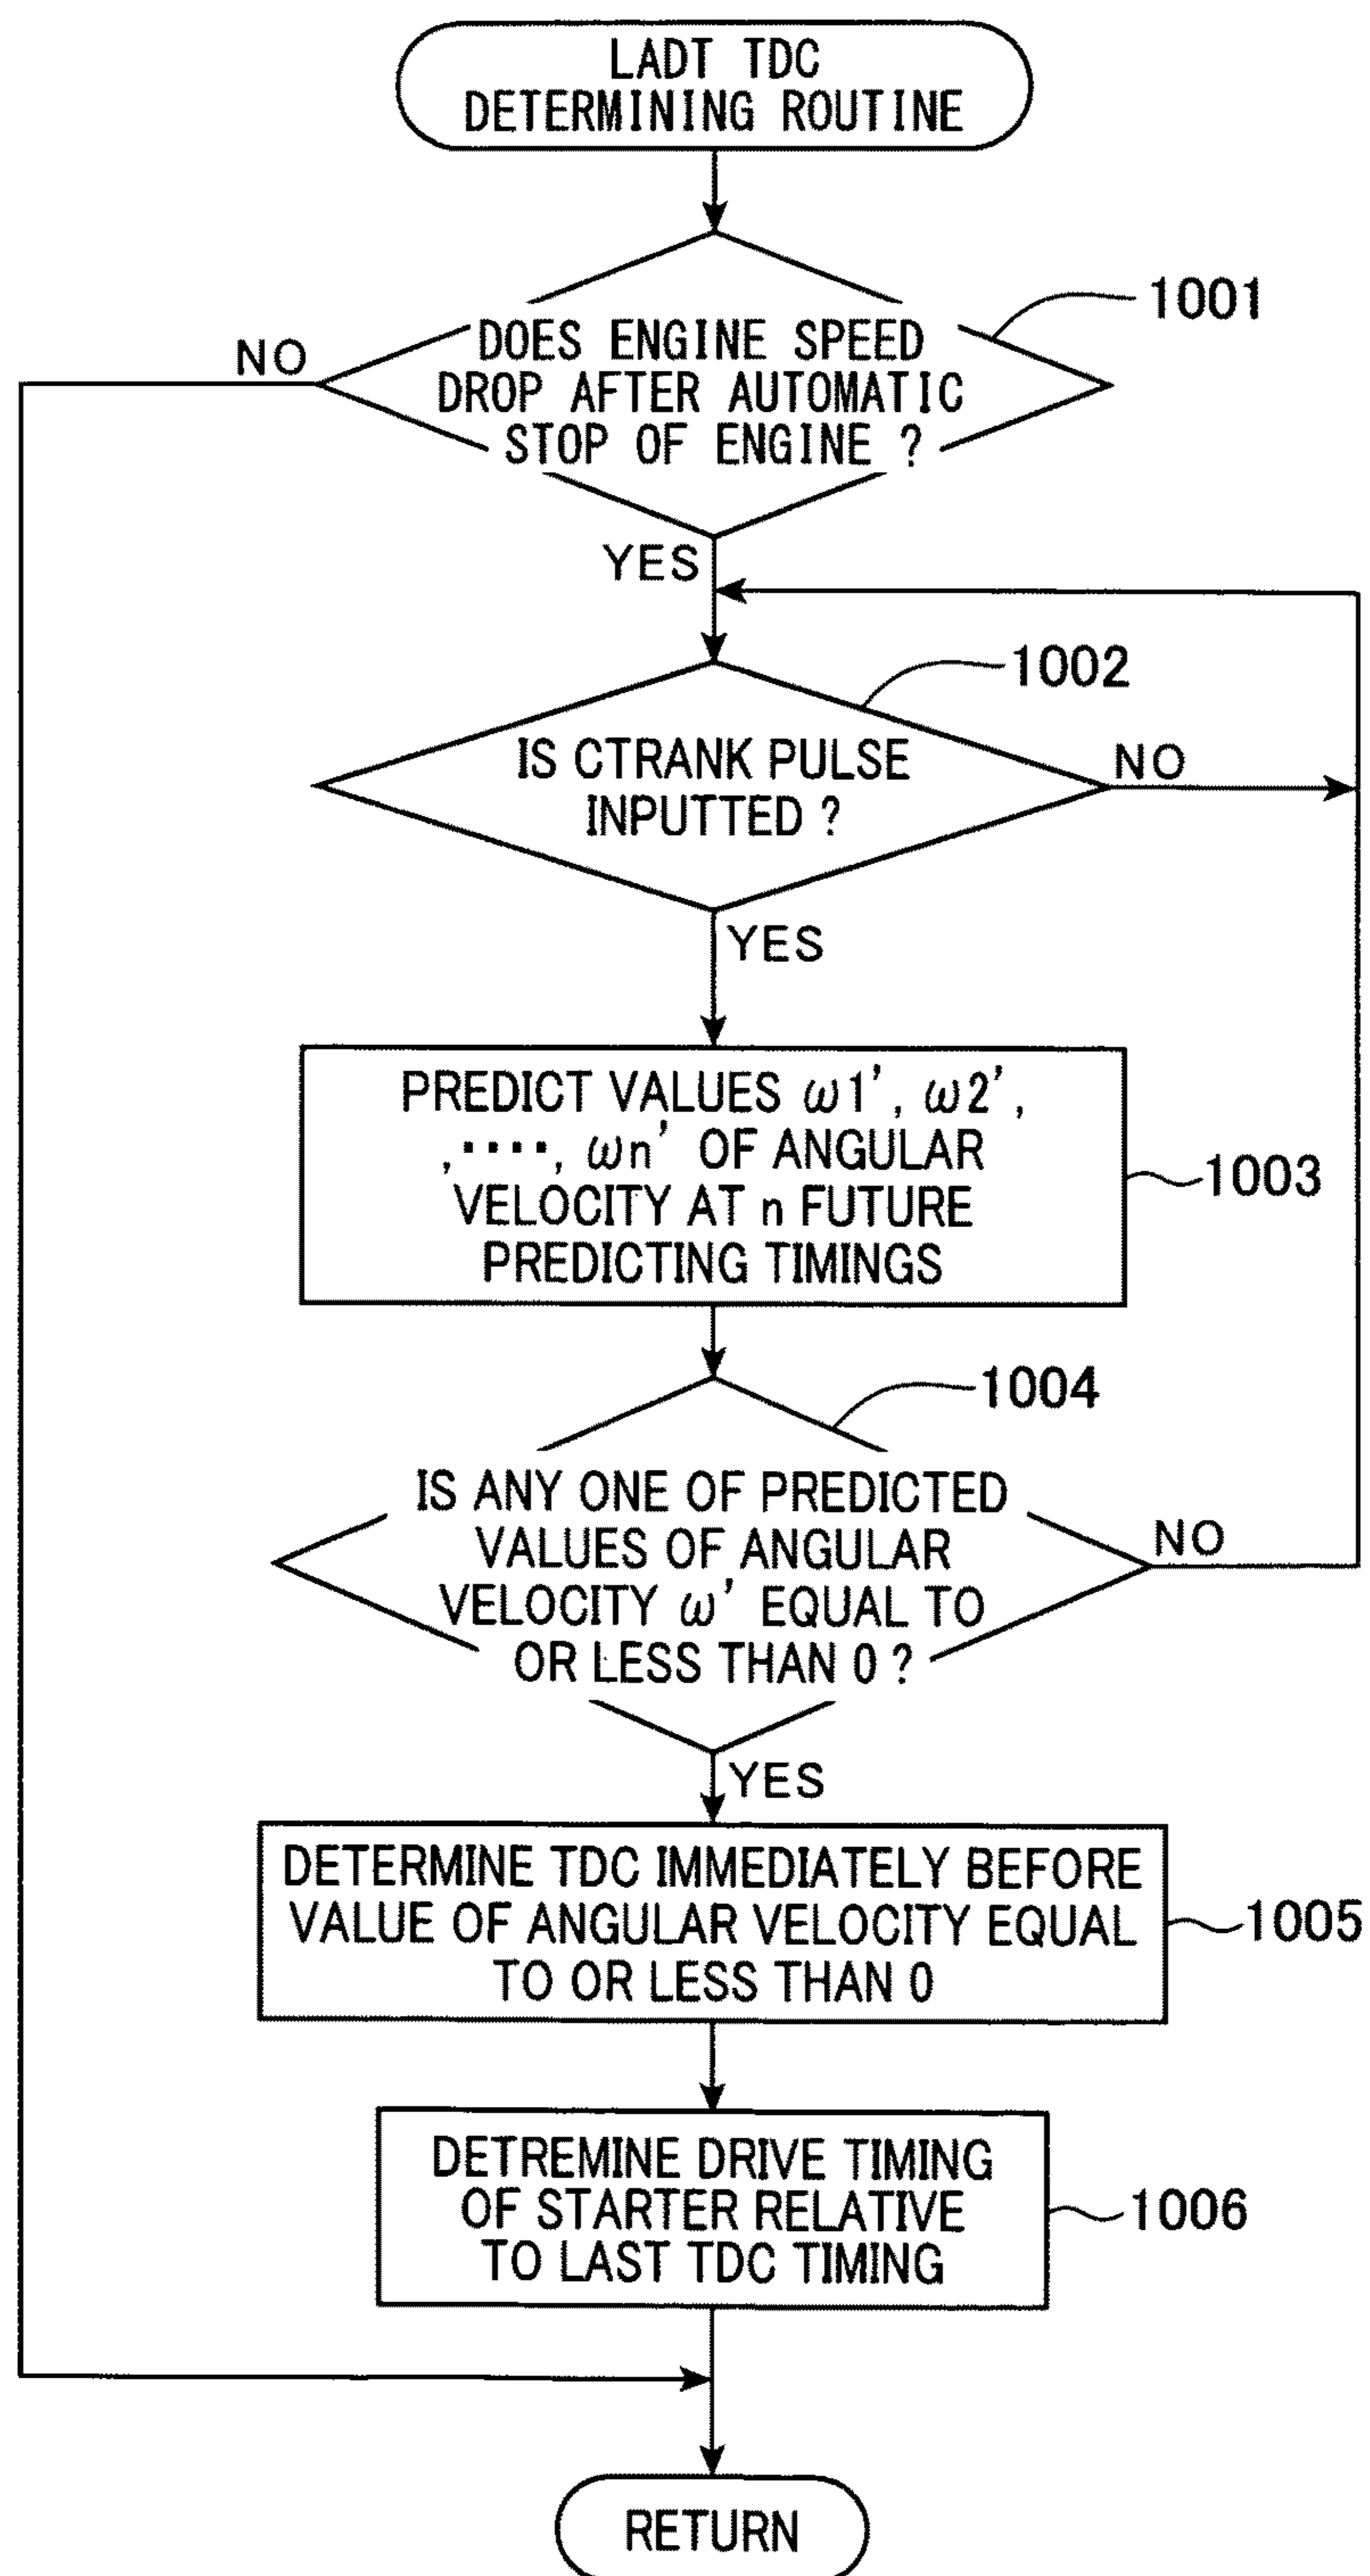 LADT TDC
DETERMINING ROUTINE
1001
NO
DOES ENGINE SPEED
DROP AFTER AUTOMATIC
STOP OF ENGINE ?
YES
1002
IS CTRANK PULSE
INPUTTED ?
NO
YES
PREDICT VALUES ω1', ω2',
,····, ωn' OF ANGULAR
VELOCITY AT n FUTURE
PREDICTING TIMINGS
1003
1004
IS ANY ONE OF PREDICTED
VALUES OF ANGULAR
VELOCITY ω' EQUAL TO
OR LESS THAN 0 ?
NO
YES
DETERMINE TDC IMMEDIATELY BEFORE
VALUE OF ANGULAR VELOCITY EQUAL
TO OR LESS THAN 0
1005
DETREMINE DRIVE TIMING
OF STARTER RELATIVE
TO LAST TDC TIMING
1006
RETURN